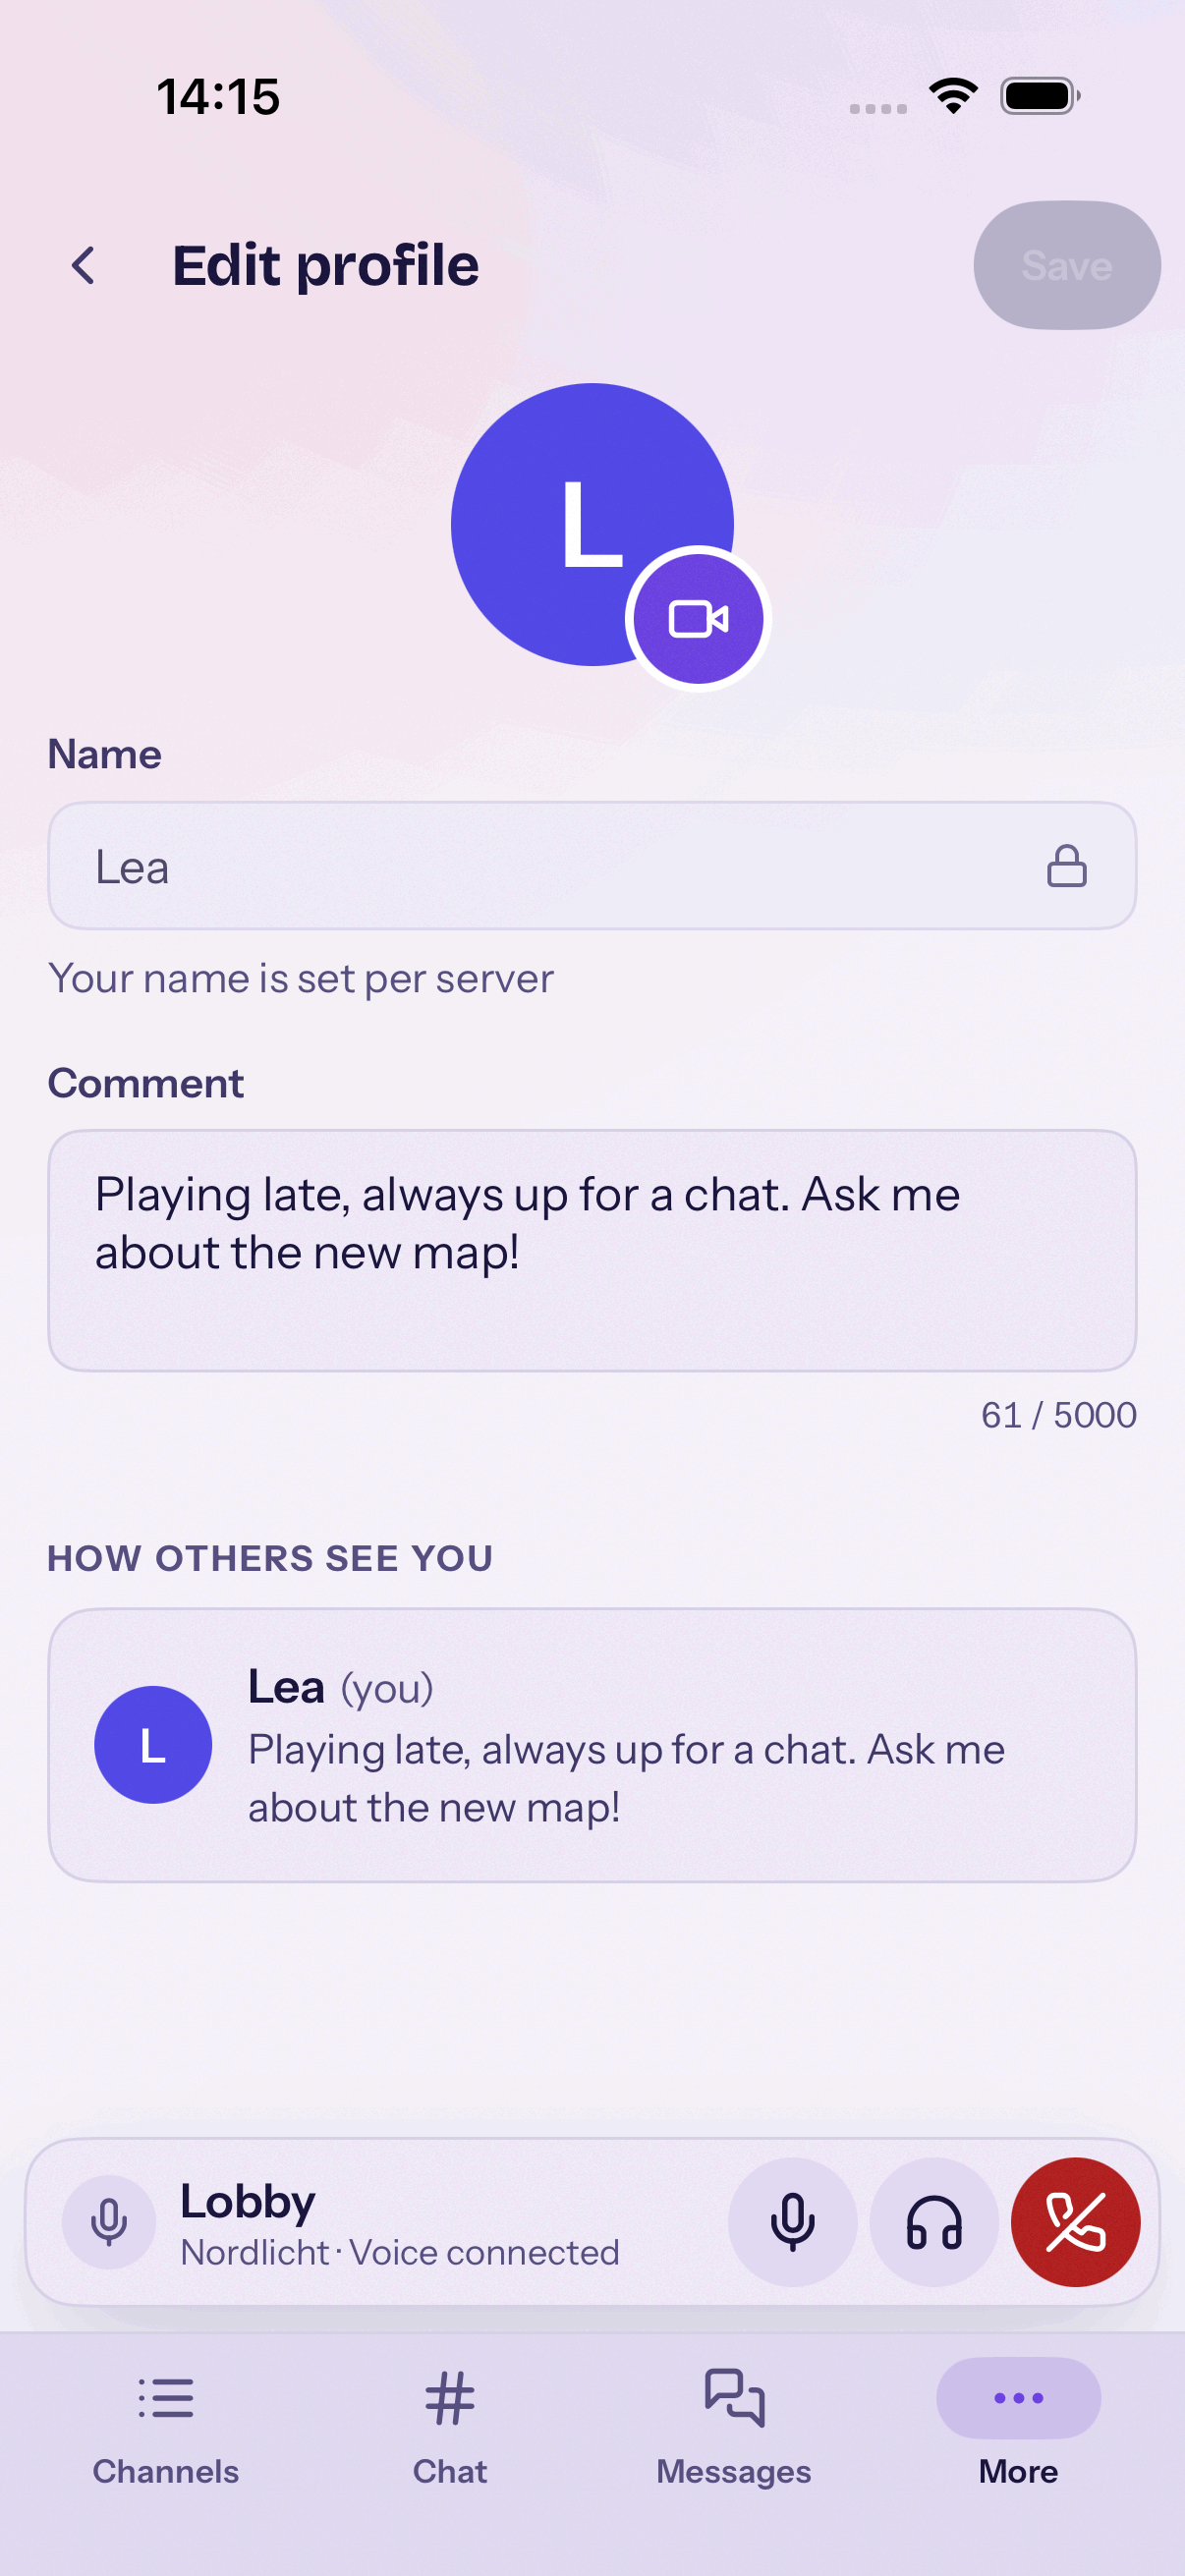 14:15
Edit profile
Save
L
Name
Lea
Your name is set per server
Comment
Playing late, always up for a chat. Ask me
about the new map!
61 / 5000
HOW OTHERS SEE YOU
L
Lea (you)
Playing late, always up for a chat. Ask me
about the new map!
Lobby
Nordlicht · Voice connected
Channels
Chat
Messages
More